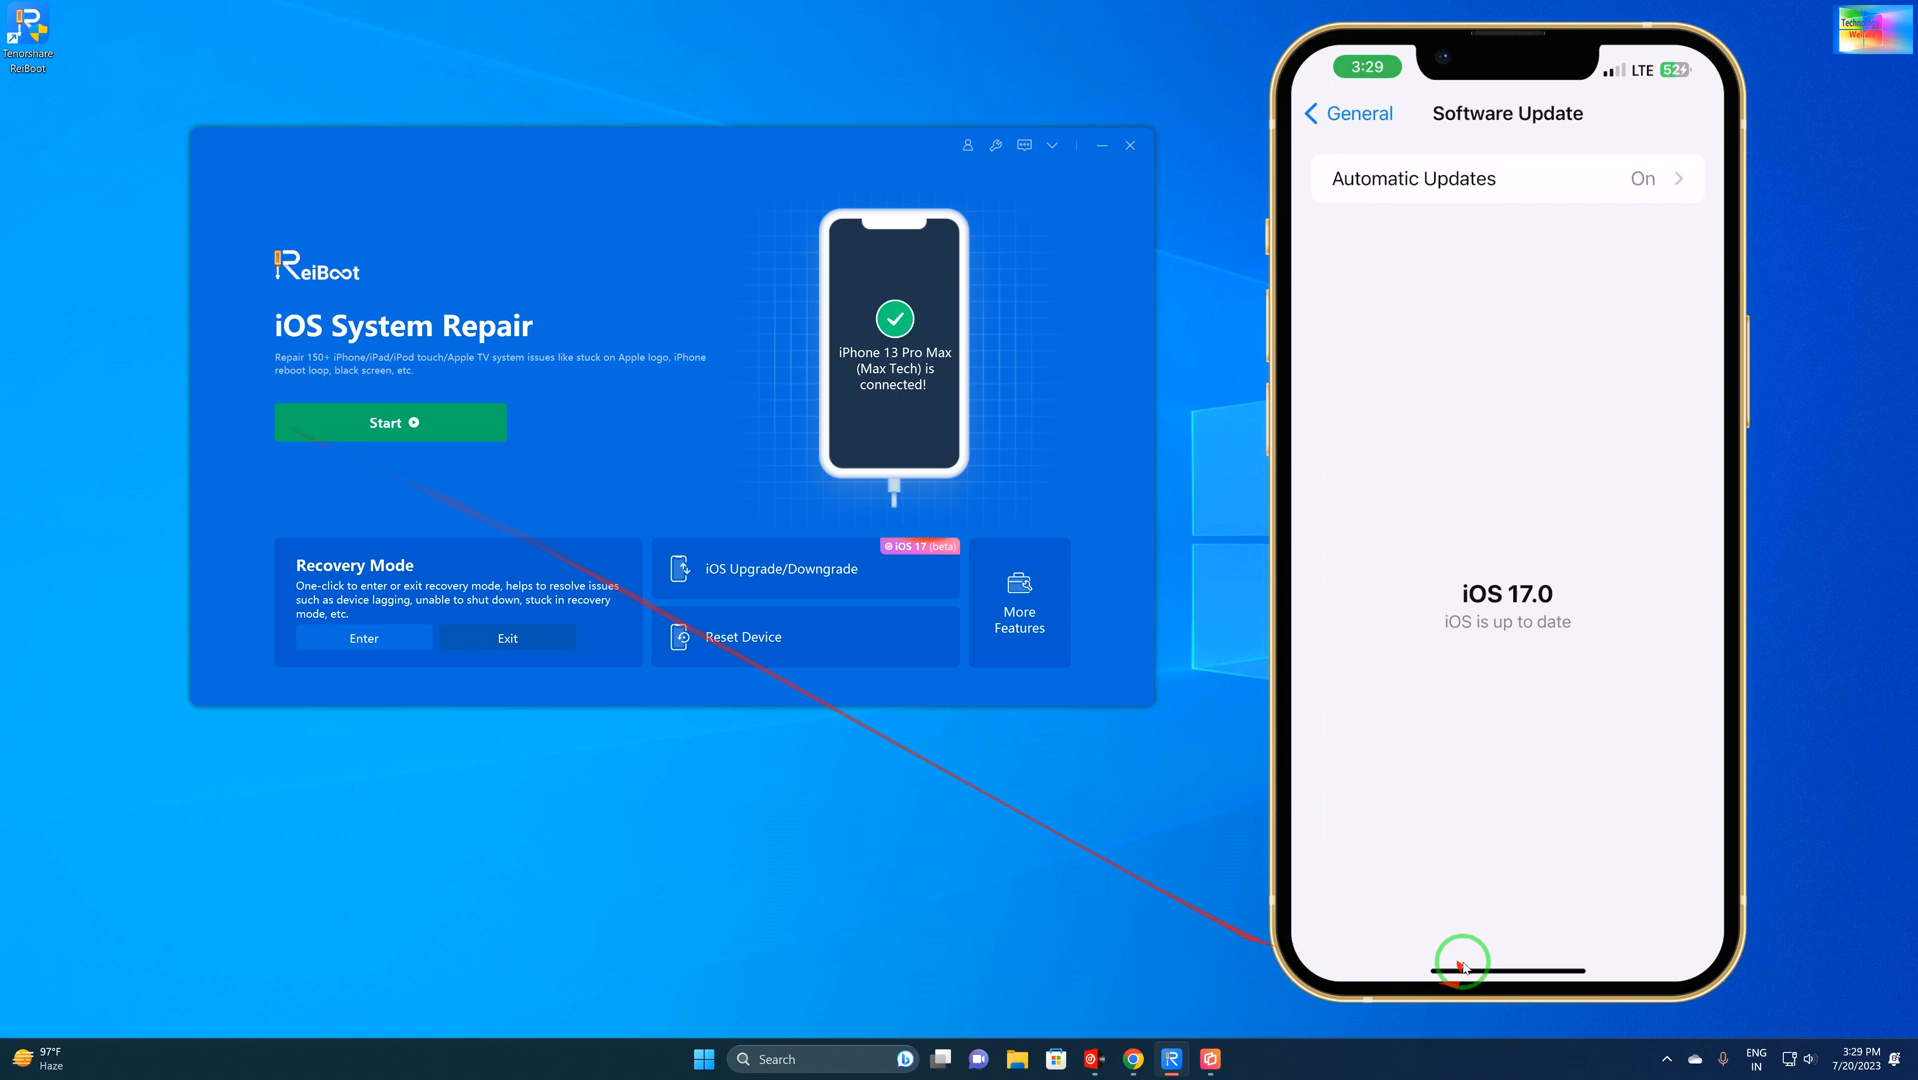 Tenorshare
ReiBoot
Technology
Welfare
ReiBoot
iOS System Repair
Repair 150+ iPhone/iPad/iPod touch/Apple TV system issues like stuck on Apple logo, iPhone
reboot loop, black screen, etc.
Start
iPhone 13 Pro Max
(Max Tech) is
connected!
Recovery Mode
One-click to enter or exit recovery mode, helps to resolve issues
such as device lagging, unable to shut down, stuck in recovery
mode, etc.
Enter
Exit
iOS 17 (beta)
iOS Upgrade/Downgrade
Reset Device
More
Features
3:29
LTE 52
General
Software Update
Automatic Updates
On
iOS 17.0
iOS is up to date
97°F
Haze
Search
ENG
IN
3:29 PM
7/20/2023